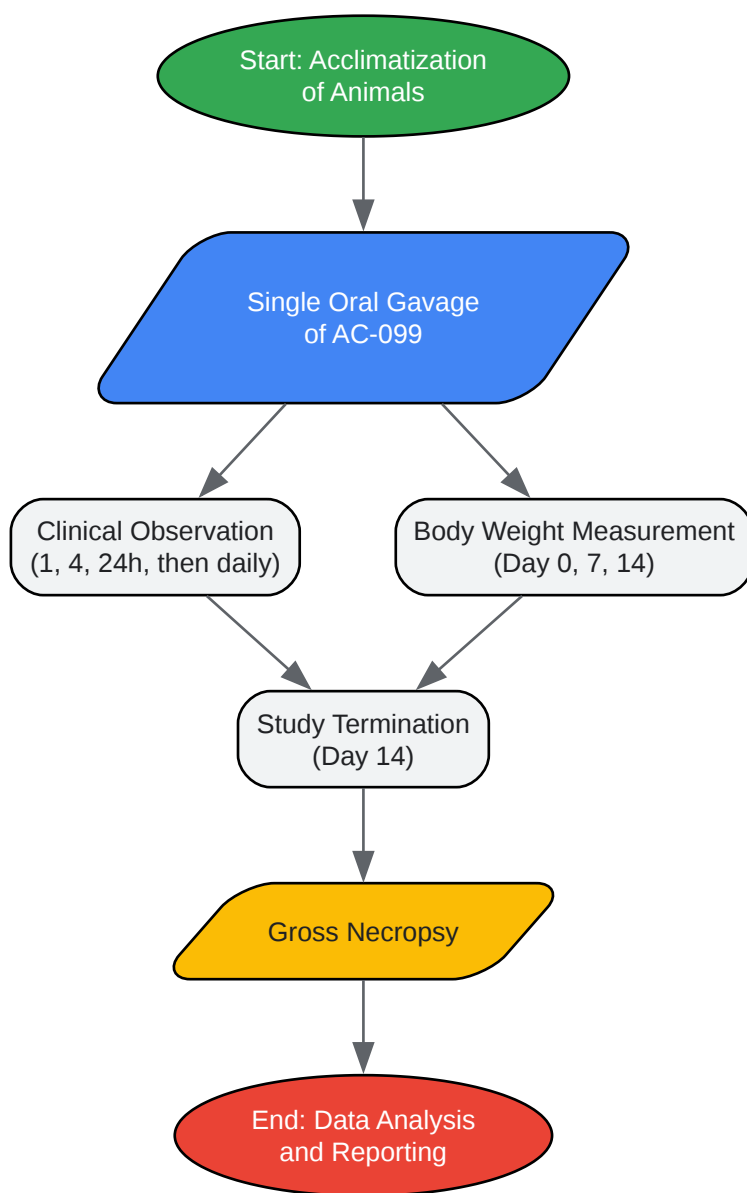 Start: Acclimatization
of Animals
Single Oral Gavage
of AC-099
Clinical Observation
(1, 4, 24h, then daily)
Body Weight Measurement
(Day 0, 7, 14)
Study Termination
(Day 14)
Gross Necropsy
End: Data Analysis
and Reporting